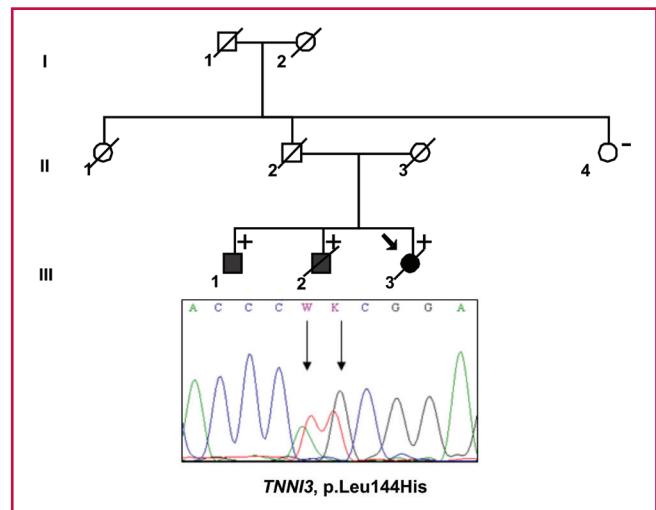 I
1 2
II
1 2 3 4 -
+ + +
III
1 2 3
A C C C W K C G G A
TNNI3, p.Leu144His